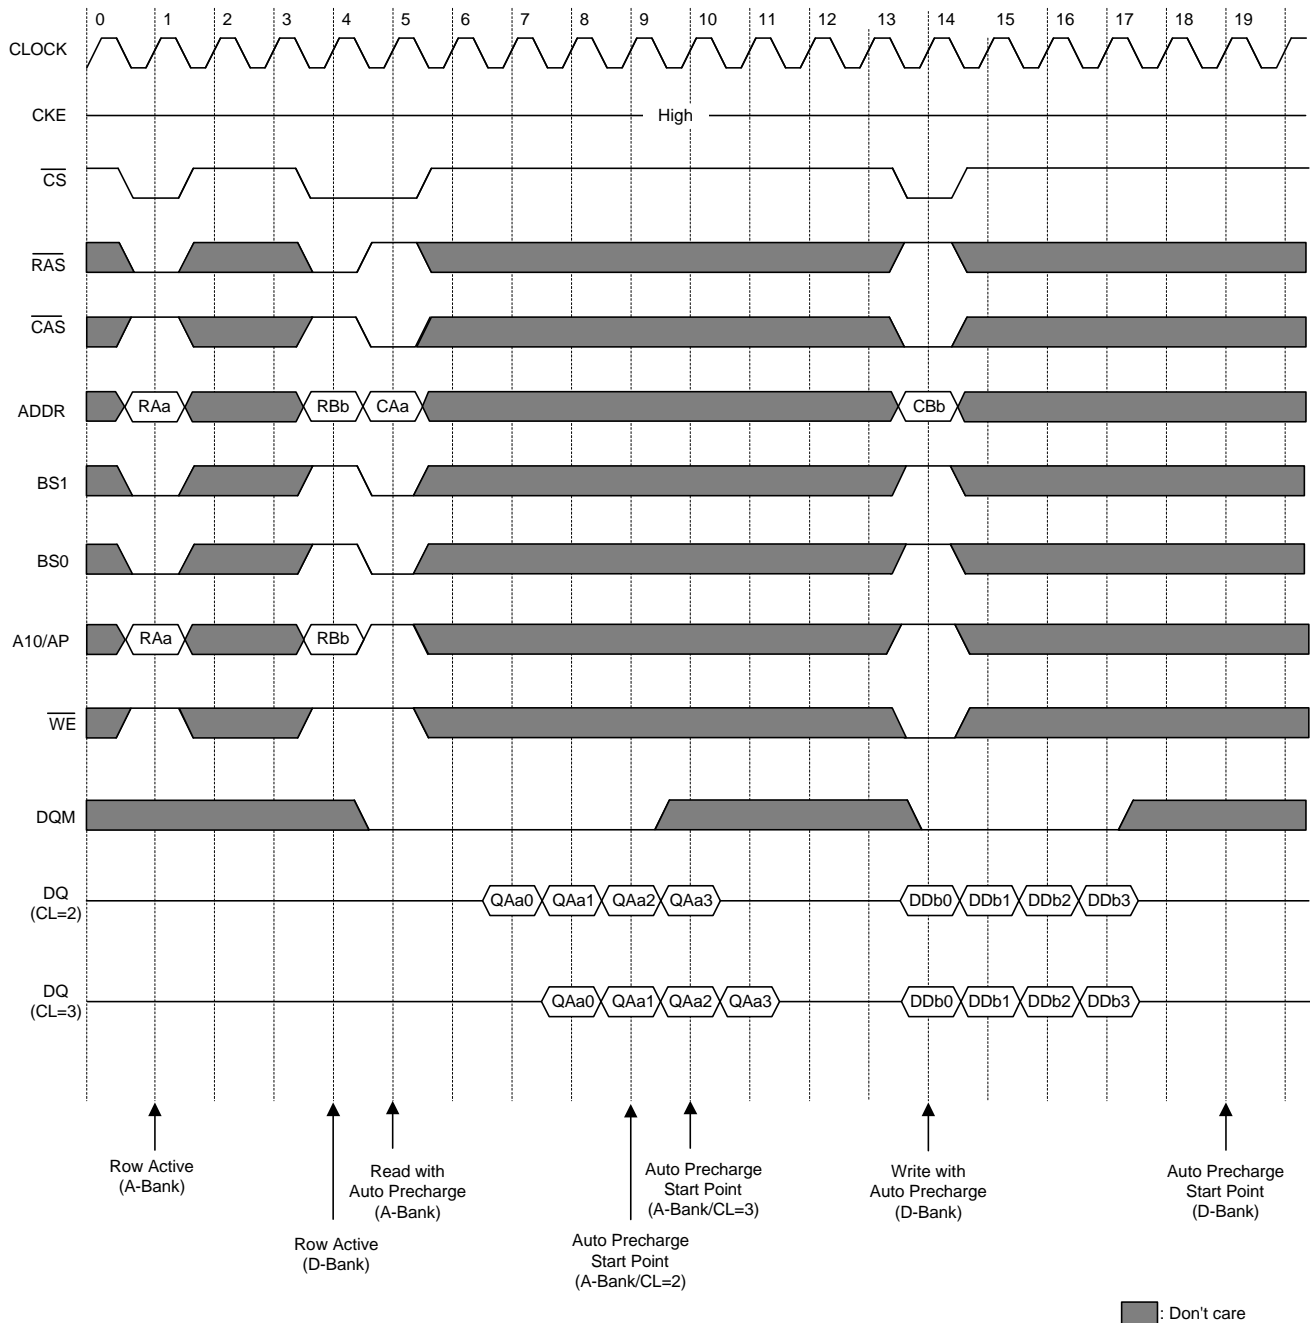 0 1 2 3 4 5 6 7 8 9 10 11 12 13 14 15 16 17 18 19
CLOCK
CKE High
CS
RAS
CAS
ADDR RAa RBb CAa CBb
BS1
BS0
A10/AP RAa RBb
WE
DQM
DQ
(CL=2)
QAa0 QAa1 QAa2 QAa3 DDb0 DDb1 DDb2 DDb3
DQ
(CL=3)
QAa0 QAa1 QAa2 QAa3 DDb0 DDb1 DDb2 DDb3
Row Active
(A-Bank)
Row Active
(D-Bank)
Read with
Auto Precharge
(A-Bank)
Auto Precharge
Start Point
(A-Bank/CL=2)
Auto Precharge
Start Point
(A-Bank/CL=3)
Write with
Auto Precharge
(D-Bank)
Auto Precharge
Start Point
(D-Bank)
: Don't care